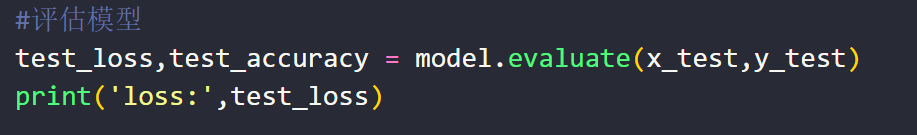 #评估模型
test_loss,test_accuracy = model.evaluate(x_test,y_test)
print('loss:',test_loss)